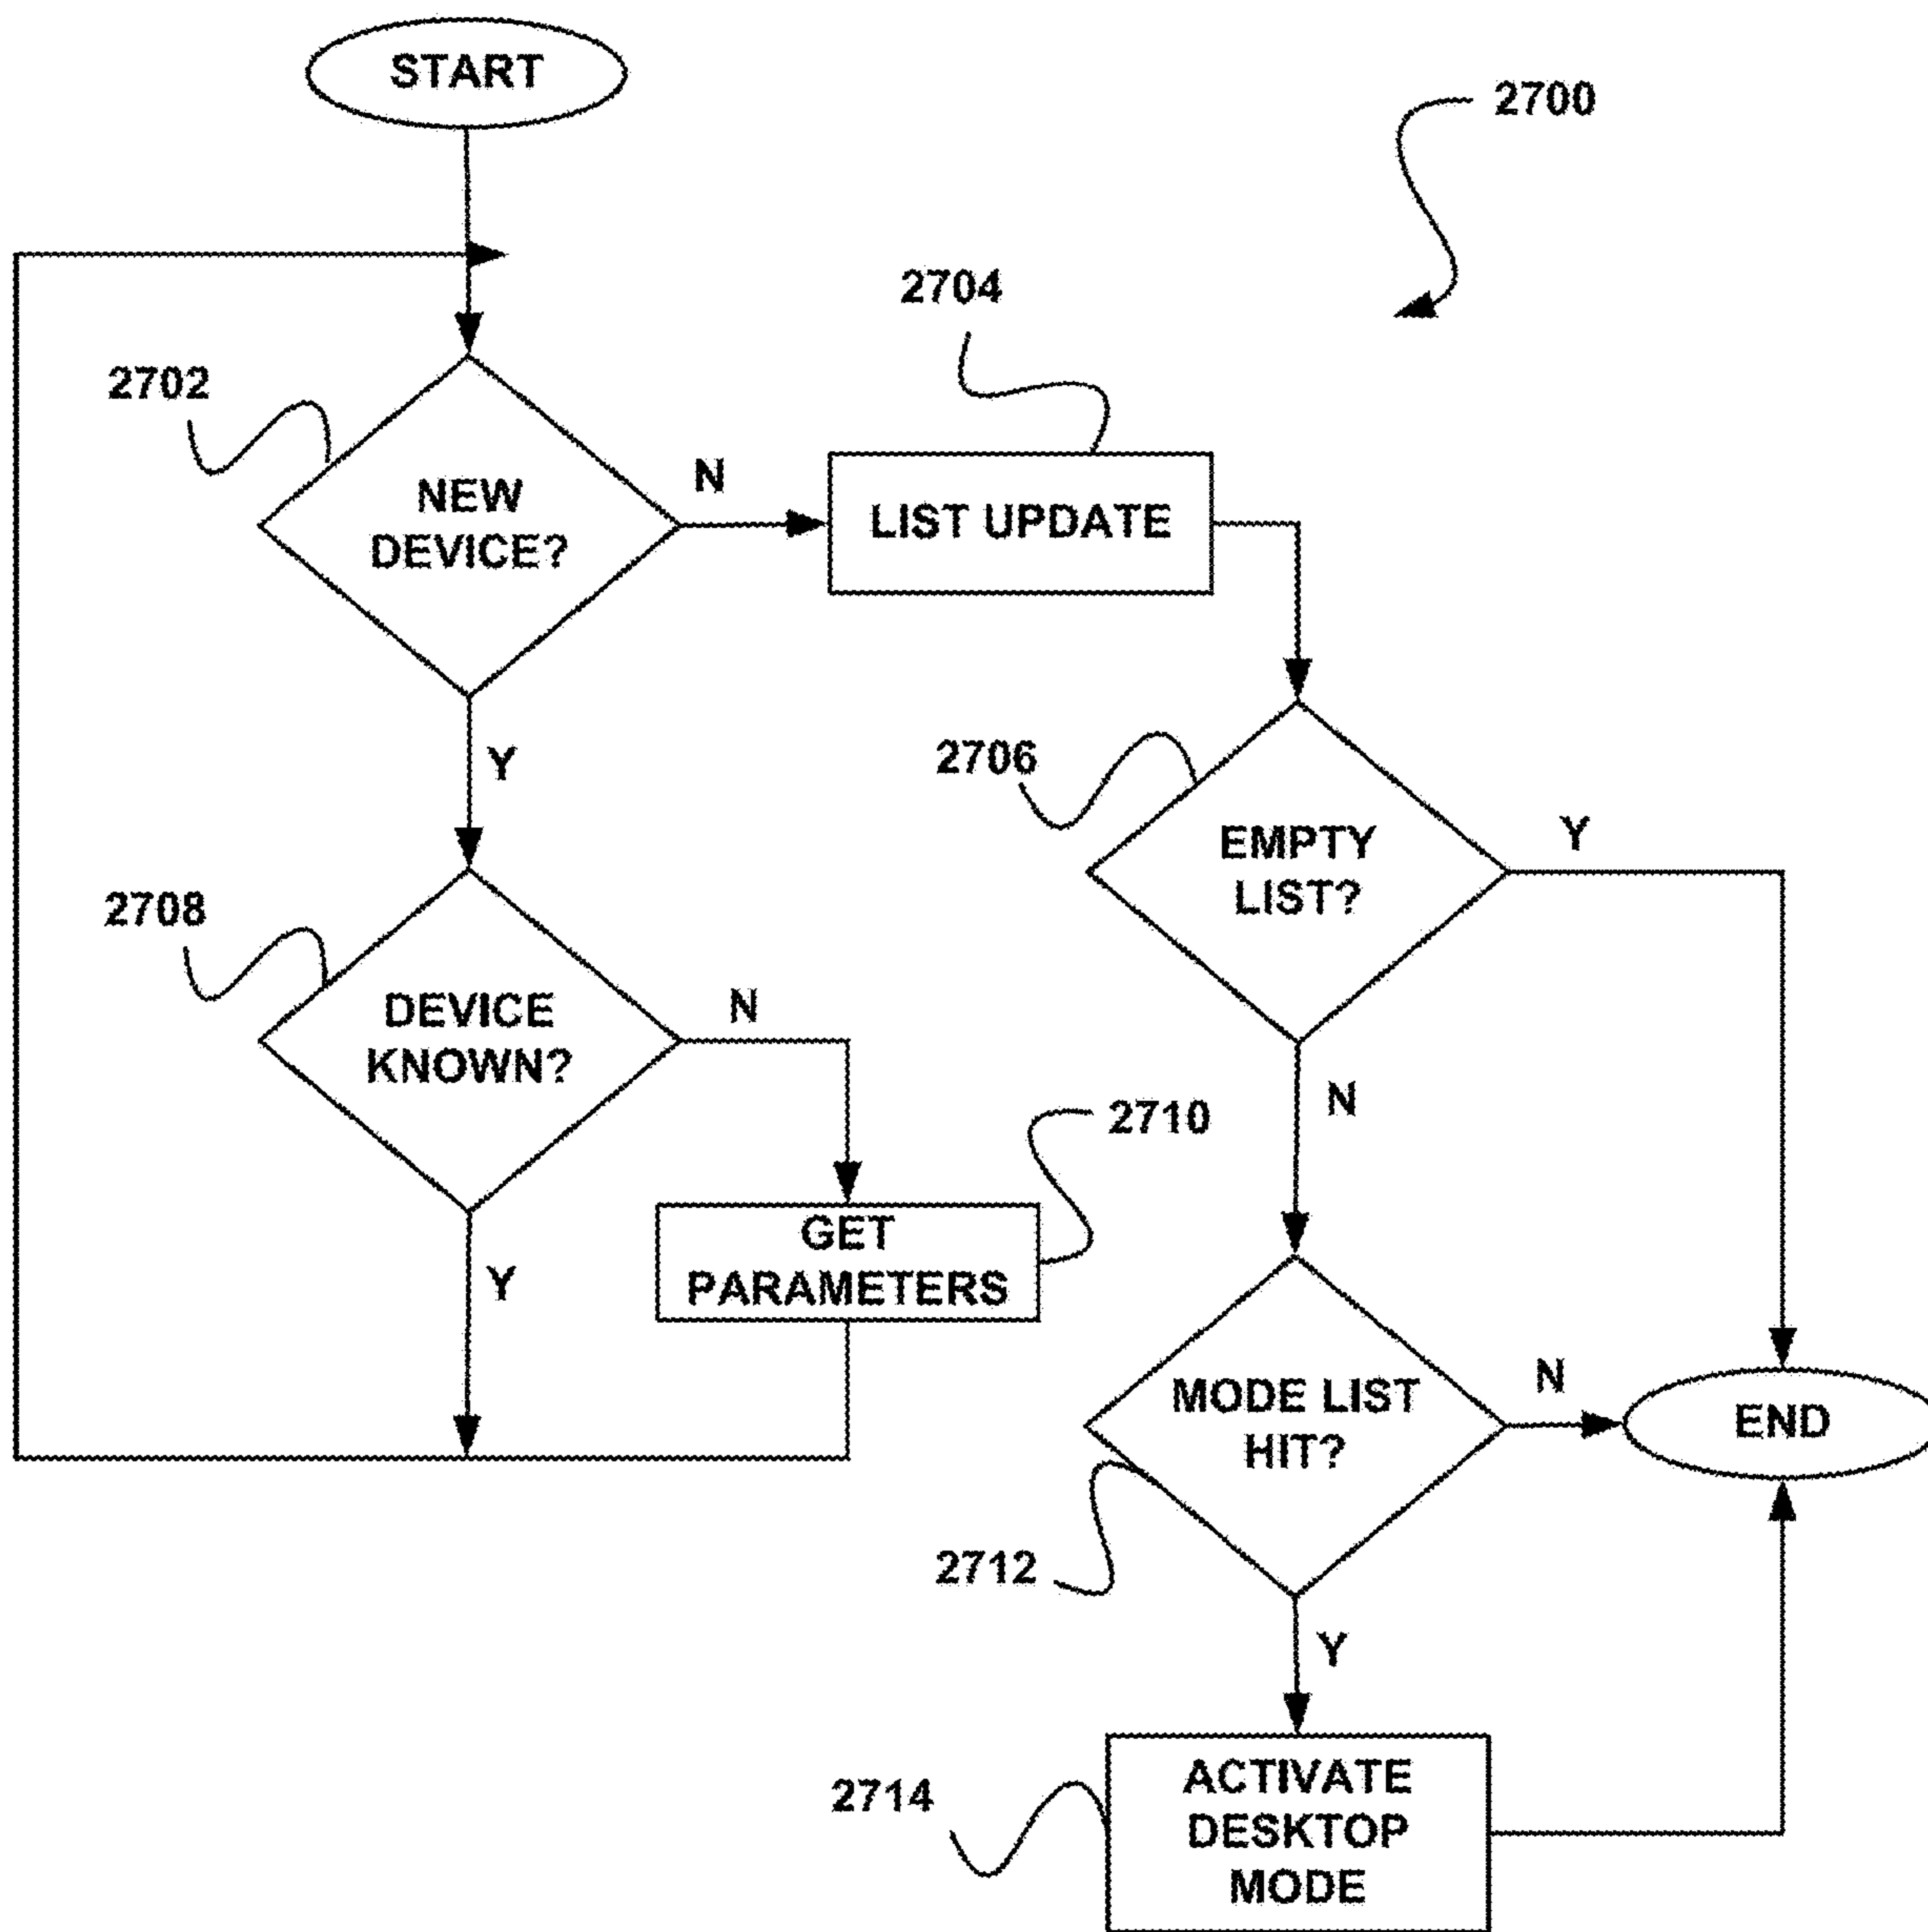 START
2700
2704
2702
NEW
DEVICE?
N
LIST UPDATE
Y
2706
EMPTY
LIST?
Y
2708
DEVICE
KNOWN?
N
N
2710
GET
PARAMETERS
Y
MODE LIST
HIT?
N
END
2712
Y
2714
ACTIVATE
DESKTOP
MODE